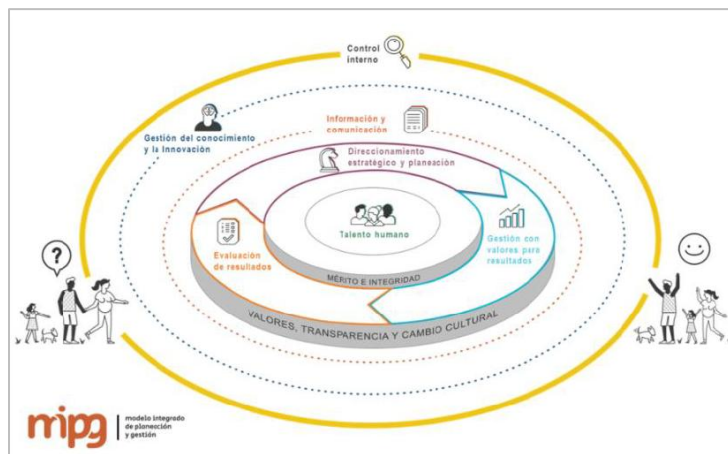 Control
interno
Gestión del conocimiento
y la Innovación
Información y
comunicación
Direccionamiento
estratégico y planeación
?
Talento humano
Evaluación
de resultados
Gestión con
valores para
resultados
MÉRITO E INTEGRIDAD
VALORES, TRANSPARENCIA Y CAMBIO CULTURAL
mipg
modelo integrado
de planeación
y gestión